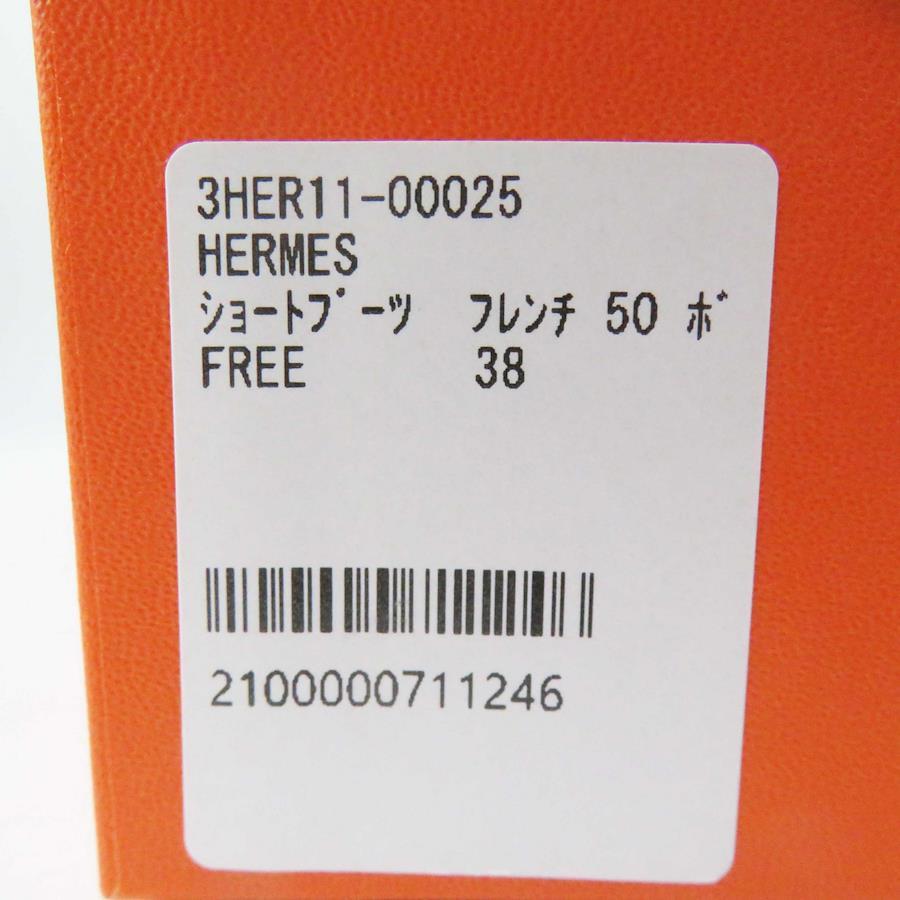 3HER11-00025
HERMES
ｼｮｰﾄﾌﾞｰﾂ ﾌﾚﾝﾁ 50 ﾎﾞ
FREE 38
2100000711246